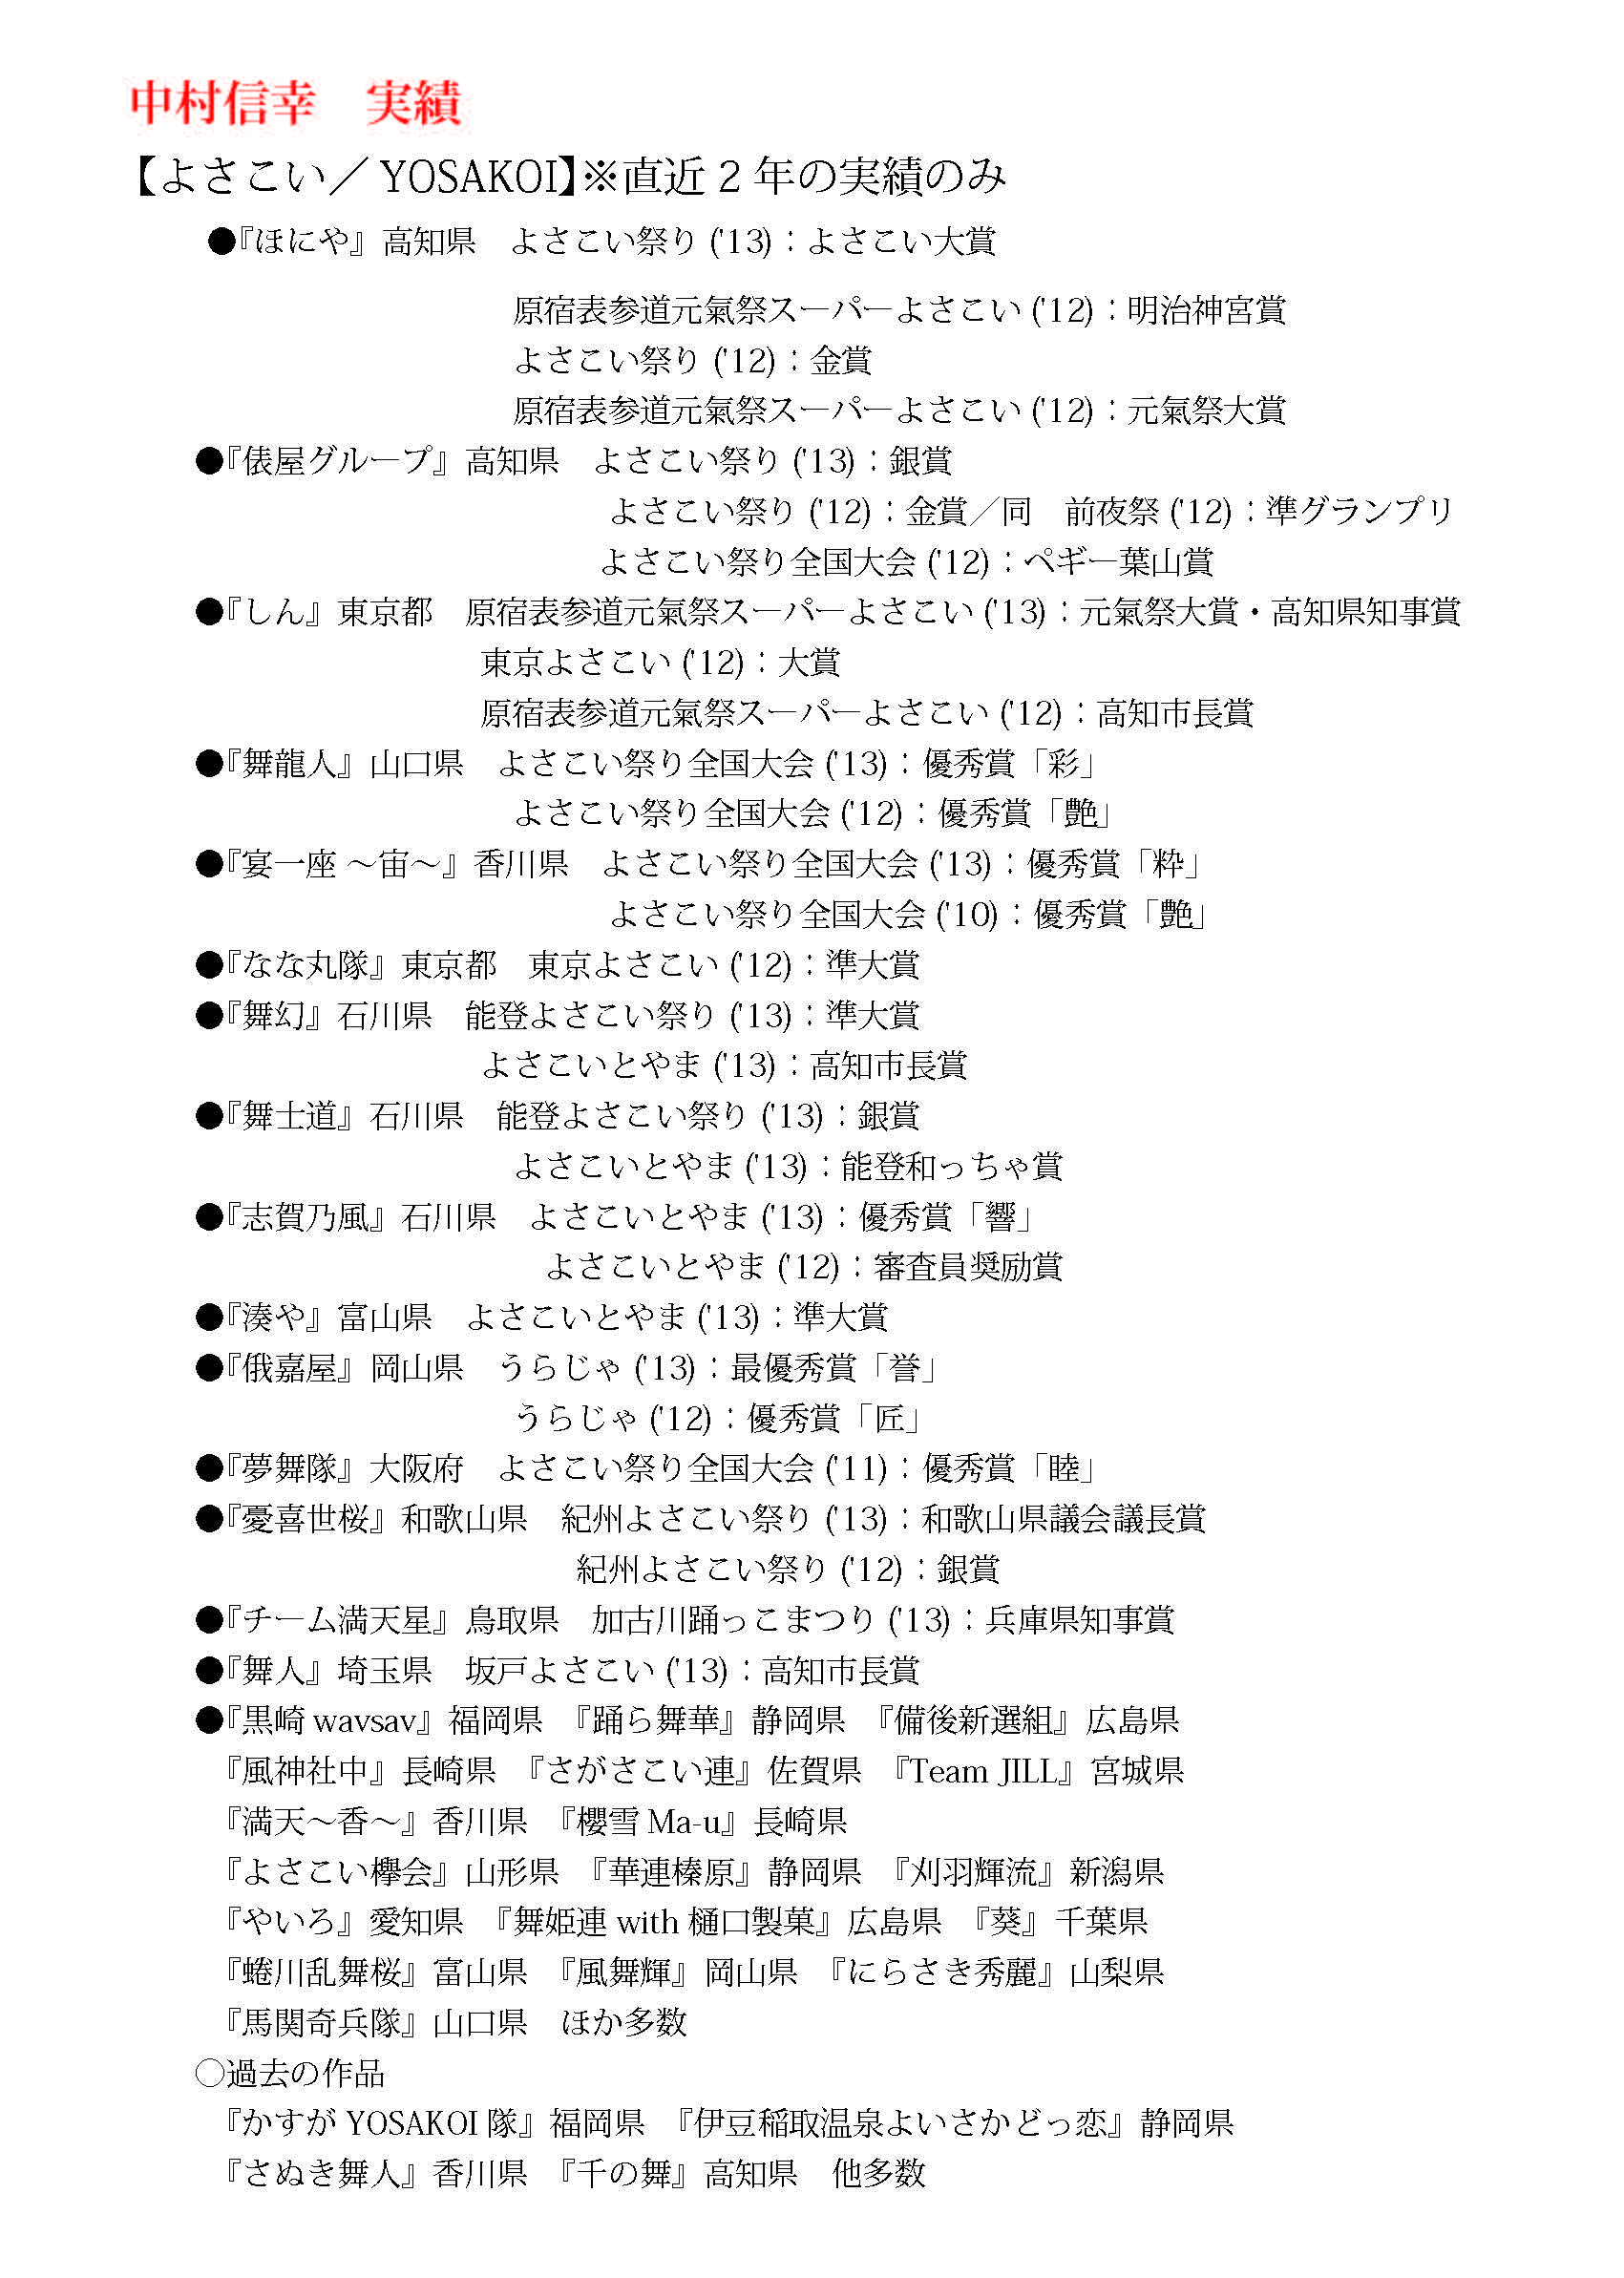 中村信幸　実績
【よさこい／YOSAKOI】※直近２年の実績のみ
●『ほにや』高知県　よさこい祭り('13)：よさこい大賞
原宿表参道元氣祭スーパーよさこい('12)：明治神宮賞
よさこい祭り('12)：金賞
原宿表参道元氣祭スーパーよさこい('12)：元氣祭大賞
●『俵屋グループ』高知県　よさこい祭り('13)：銀賞
よさこい祭り('12)：金賞／同　前夜祭('12)：準グランプリ
よさこい祭り全国大会('12)：ペギー葉山賞
●『しん』東京都　原宿表参道元氣祭スーパーよさこい('13)：元氣祭大賞・高知県知事賞
東京よさこい('12)：大賞
原宿表参道元氣祭スーパーよさこい('12)：高知市長賞
●『舞龍人』山口県　よさこい祭り全国大会('13)：優秀賞「彩」
よさこい祭り全国大会('12)：優秀賞「艶」
●『宴一座 〜宙〜』香川県　よさこい祭り全国大会('13)：優秀賞「粋」
よさこい祭り全国大会('10)：優秀賞「艶」
●『なな丸隊』東京都　東京よさこい('12)：準大賞
●『舞幻』石川県　能登よさこい祭り('13)：準大賞
よさこいとやま('13)：高知市長賞
●『舞士道』石川県　能登よさこい祭り('13)：銀賞
よさこいとやま('13)：能登和っちゃ賞
●『志賀乃風』石川県　よさこいとやま('13)：優秀賞「響」
よさこいとやま('12)：審査員奨励賞
●『湊や』富山県　よさこいとやま('13)：準大賞
●『俄嘉屋』岡山県　うらじゃ('13)：最優秀賞「誉」
うらじゃ('12)：優秀賞「匠」
●『夢舞隊』大阪府　よさこい祭り全国大会('11)：優秀賞「睦」
●『憂喜世桜』和歌山県　紀州よさこい祭り('13)：和歌山県議会議長賞
紀州よさこい祭り('12)：銀賞
●『チーム満天星』鳥取県　加古川踊っこまつり('13)：兵庫県知事賞
●『舞人』埼玉県　坂戸よさこい('13)：高知市長賞
●『黒崎wavsav』福岡県　『踊ら舞華』静岡県　『備後新選組』広島県
『風神社中』長崎県　『さがさこい連』佐賀県　『Team JILL』宮城県
『満天〜香〜』香川県　『櫻雪Ma-u』長崎県
『よさこい欅会』山形県　『華連榛原』静岡県　『刈羽輝流』新潟県
『やいろ』愛知県　『舞姫連with樋口製菓』広島県　『葵』千葉県
『蜷川乱舞桜』富山県　『風舞輝』岡山県　『にらさき秀麗』山梨県
『馬関奇兵隊』山口県　ほか多数
○過去の作品
『かすがYOSAKOI隊』福岡県　『伊豆稲取温泉よいさかどっ恋』静岡県
『さぬき舞人』香川県　『千の舞』高知県　他多数